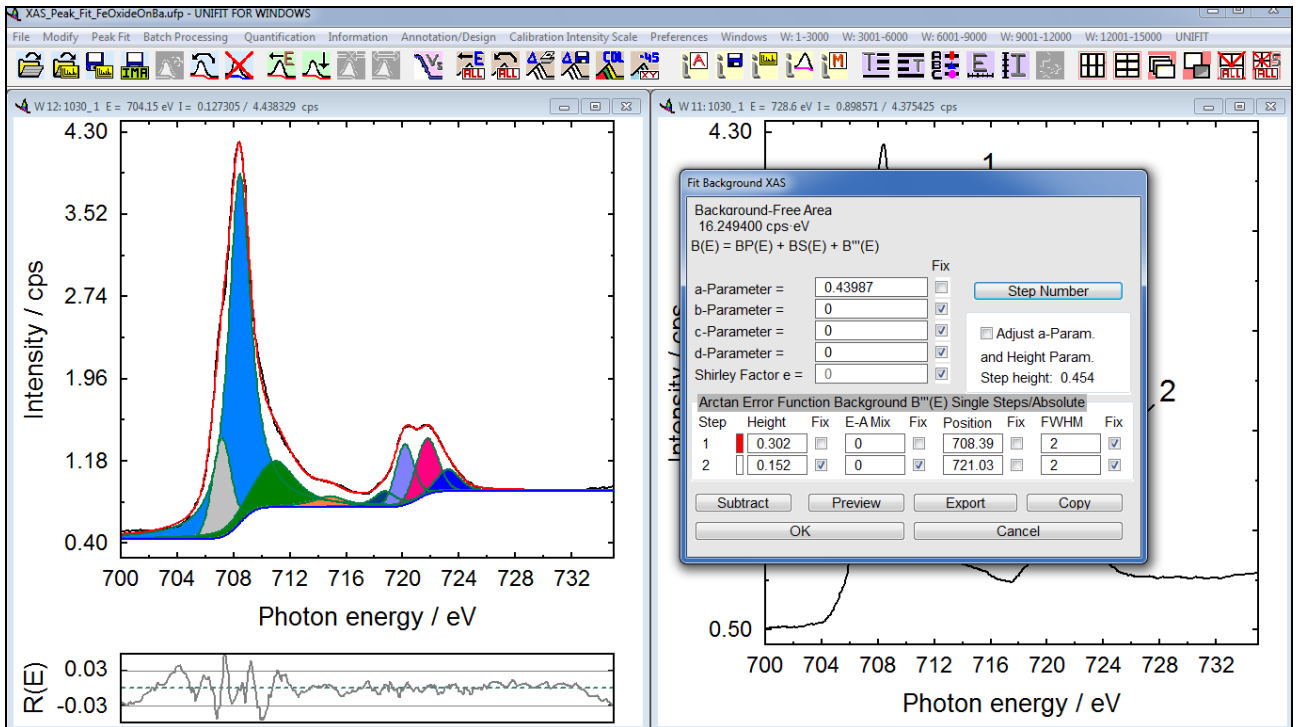 XAS_Peak_Fit_FeOxideOnBa.ufp - UNIFIT FOR WINDOWS
File Modify Peak Fit Batch Processing Quantification Information Annotation/Design Calibration Intensity Scale Preferences Windows W: 1-3000 W: 3001-6000 W: 6001-9000 W: 9001-12000 W: 12001-15000 UNIFIT
W 12: 1030_1 E = 704.15 eV I = 0.127305 / 4.438329 cps
4.30
3.52
2.74
1.96
1.18
0.40
Intensity / cps
700 704 708 712 716 720 724 728 732
Photon energy / eV
R(E)
0.03
-0.03
W 11: 1030_1 E = 728.6 eV I = 0.898571 / 4.375425 cps
4.30
1
2
0.50
700 704 708 712 716 720 724 728 732
Photon energy / eV
Fit Background XAS
Background-Free Area
16.249400 cps·eV
B(E) = BP(E) + BS(E) + B'''(E)
Fix
a-Parameter = 0.43987
b-Parameter = 0
c-Parameter = 0
d-Parameter = 0
Shirley Factor e = 0
Step Number
Adjust a-Param.
and Height Param.
Step height: 0.454
Arctan Error Function Background B'''(E) Single Steps/Absolute
Step Height Fix E-A Mix Fix Position Fix FWHM Fix
1 0.302 0 708.39 2
2 0.152 0 721.03 2
Subtract Preview Export Copy
OK Cancel